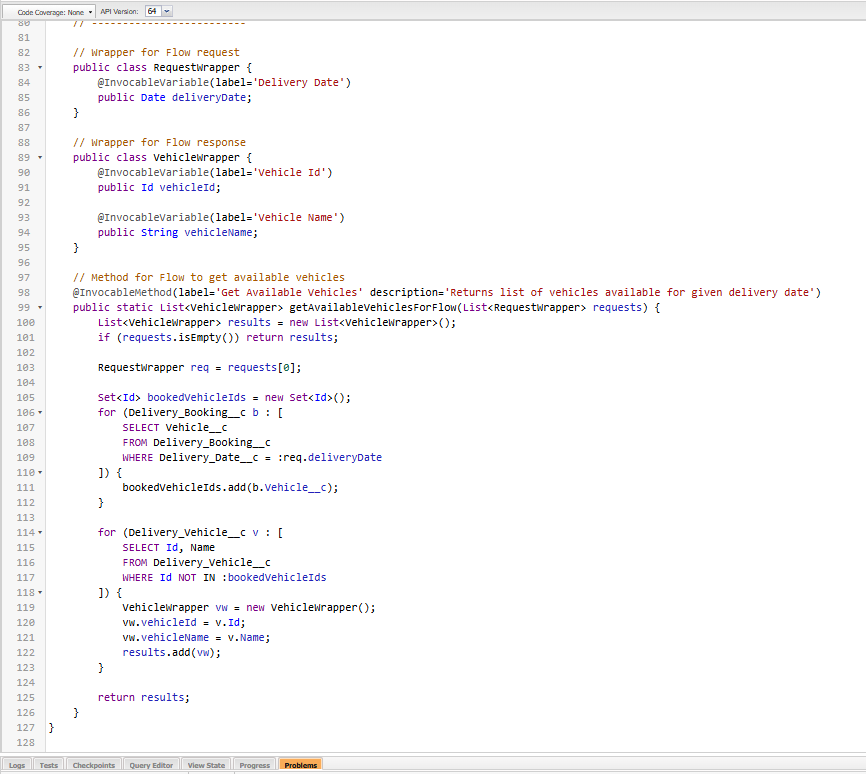 Code Coverage: None API Version: 64
80 // -------------------------
81
82 // Wrapper for Flow request
83 public class RequestWrapper {
84 @InvocableVariable(label='Delivery Date')
85 public Date deliveryDate;
86 }
87
88 // Wrapper for Flow response
89 public class VehicleWrapper {
90 @InvocableVariable(label='Vehicle Id')
91 public Id vehicleId;
92
93 @InvocableVariable(label='Vehicle Name')
94 public String vehicleName;
95 }
96
97 // Method for Flow to get available vehicles
98 @InvocableMethod(label='Get Available Vehicles' description='Returns list of vehicles available for given delivery date')
99 public static List<VehicleWrapper> getAvailableVehiclesForFlow(List<RequestWrapper> requests) {
100 List<VehicleWrapper> results = new List<VehicleWrapper>();
101 if (requests.isEmpty()) return results;
102
103 RequestWrapper req = requests[0];
104
105 Set<Id> bookedVehicleIds = new Set<Id>();
106 for (Delivery_Booking__c b : [
107 SELECT Vehicle__c
108 FROM Delivery_Booking__c
109 WHERE Delivery_Date__c = :req.deliveryDate
110 ]) {
111 bookedVehicleIds.add(b.Vehicle__c);
112 }
113
114 for (Delivery_Vehicle__c v : [
115 SELECT Id, Name
116 FROM Delivery_Vehicle__c
117 WHERE Id NOT IN :bookedVehicleIds
118 ]) {
119 VehicleWrapper vw = new VehicleWrapper();
120 vw.vehicleId = v.Id;
121 vw.vehicleName = v.Name;
122 results.add(vw);
123 }
124
125 return results;
126 }
127 }
128
Logs Tests Checkpoints Query Editor View State Progress Problems